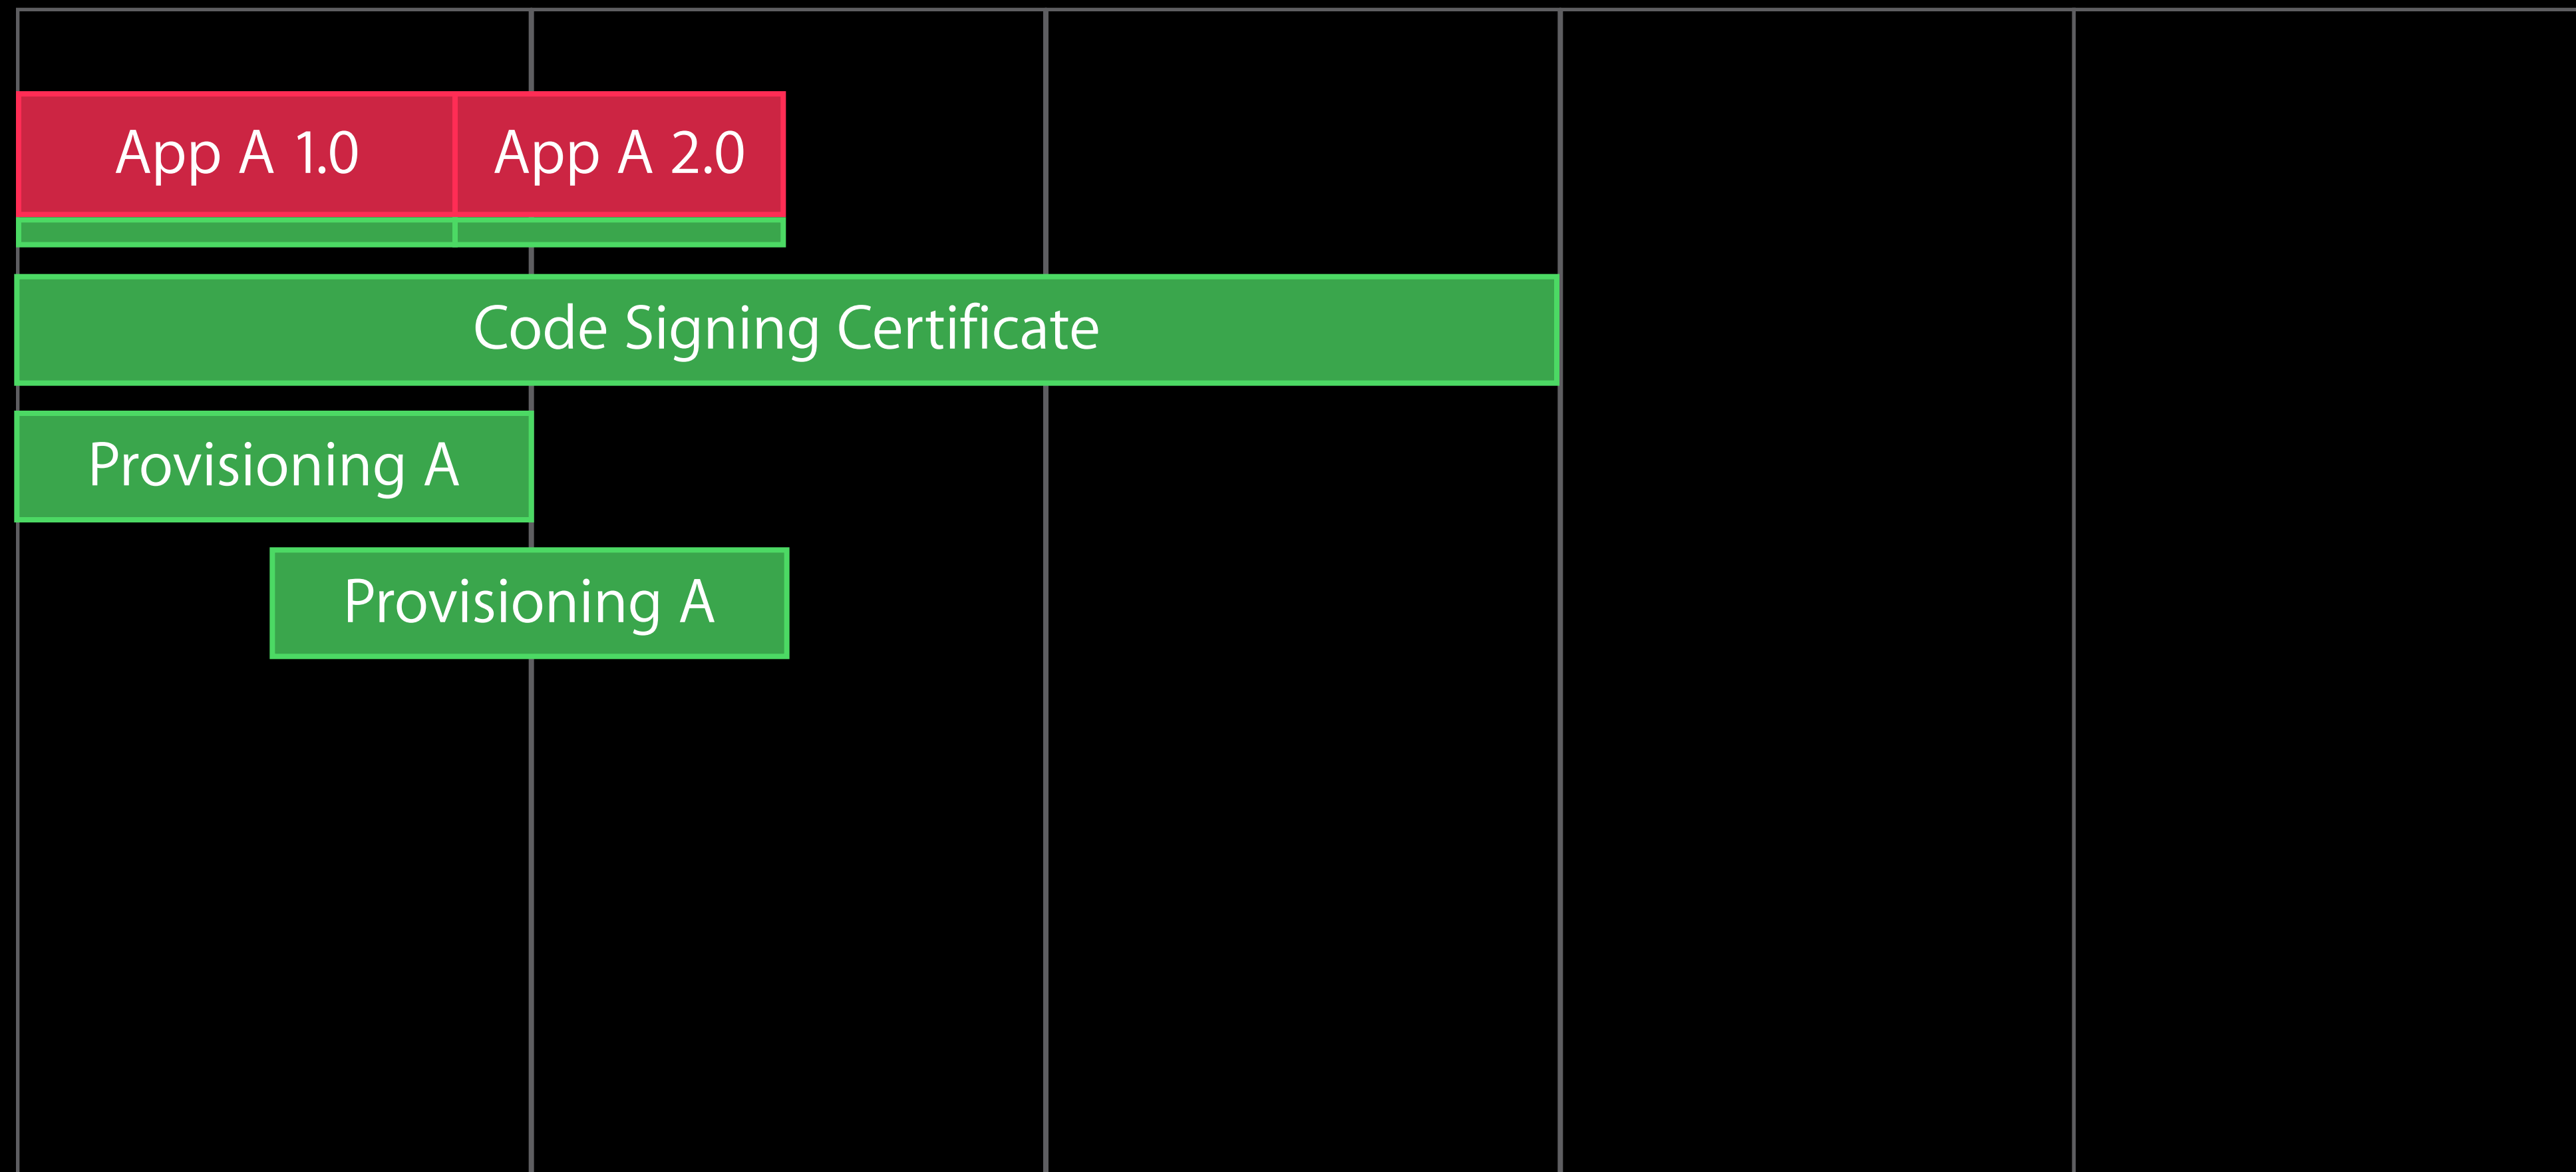 App A 1.0
App A 2.0
Code Signing Certificate
Provisioning A
Provisioning A